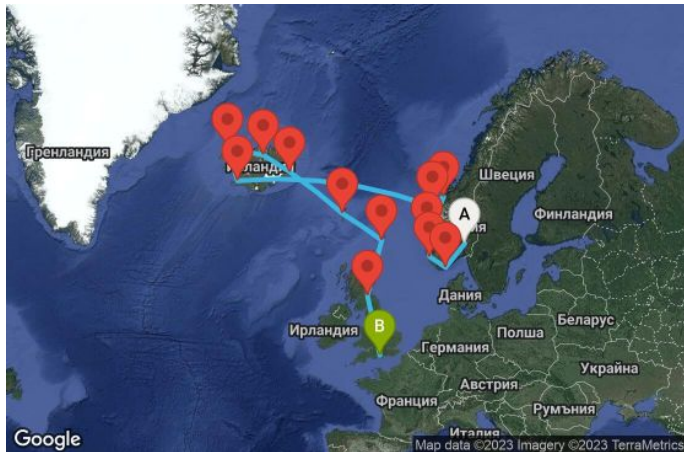 Гренландия
Исландия
Швеция
A
Финландия
Дания
Ирландия
B
Беларус
Полша
Германия
Украйна
Австрия
Франция
Румъния
Италия
Google
Map data ©2023 Imagery ©2023 TerraMetrics